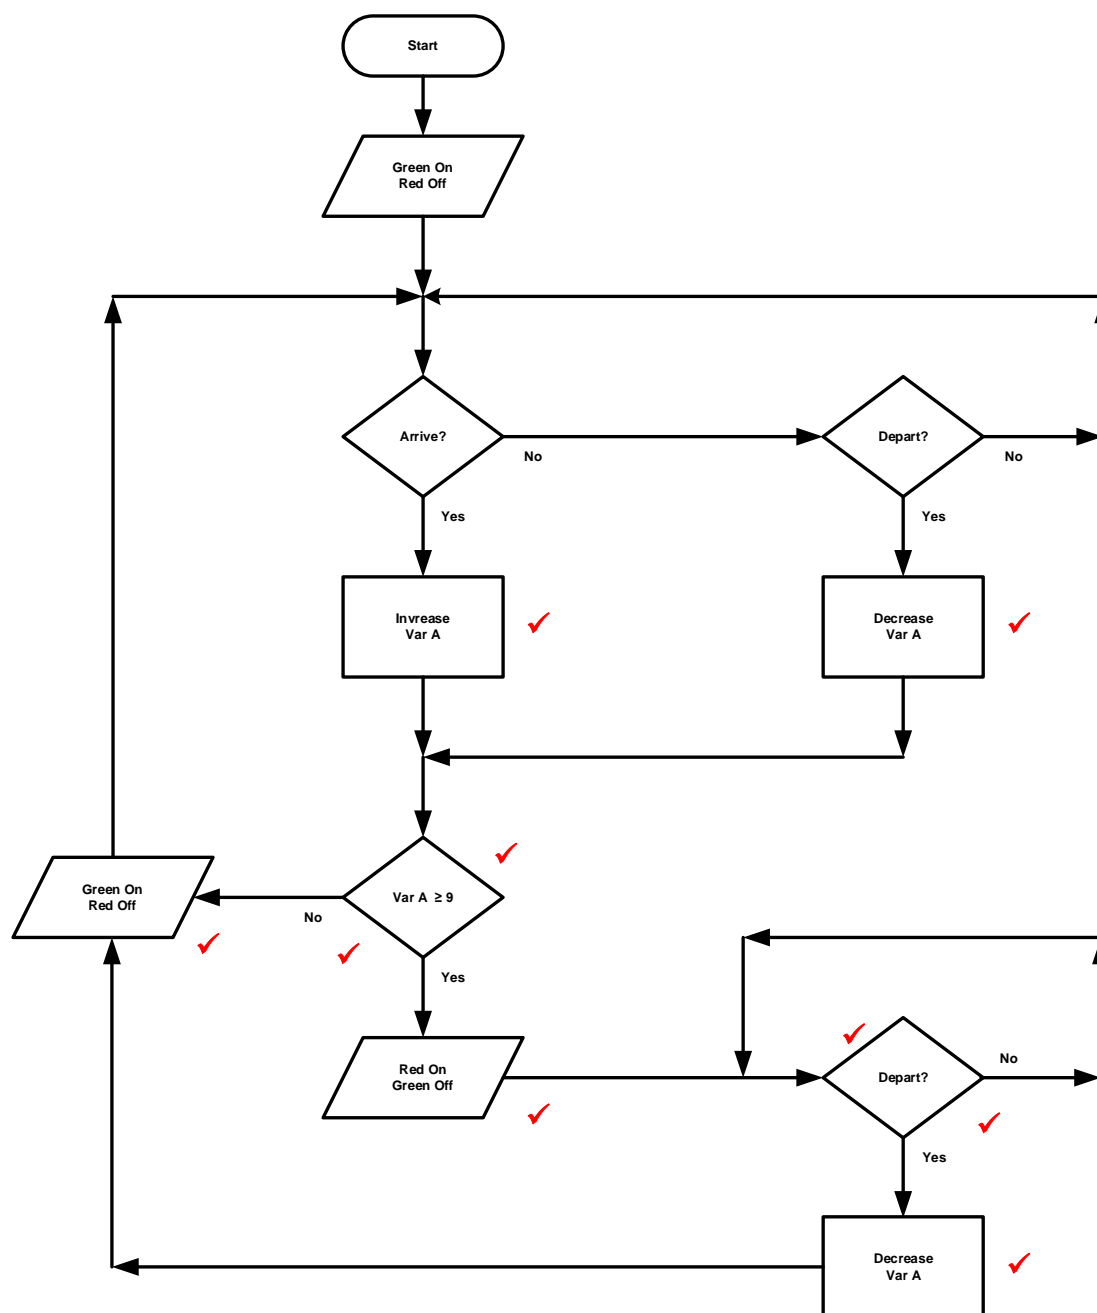 Start
Green On
Red Off
Arrive?
No
Depart?
No
Yes
Yes
Invrease
Var A
Decrease
Var A
Green On
Red Off
No
Var A ≥ 9
Yes
Red On
Green Off
Depart?
No
Yes
Decrease
Var A